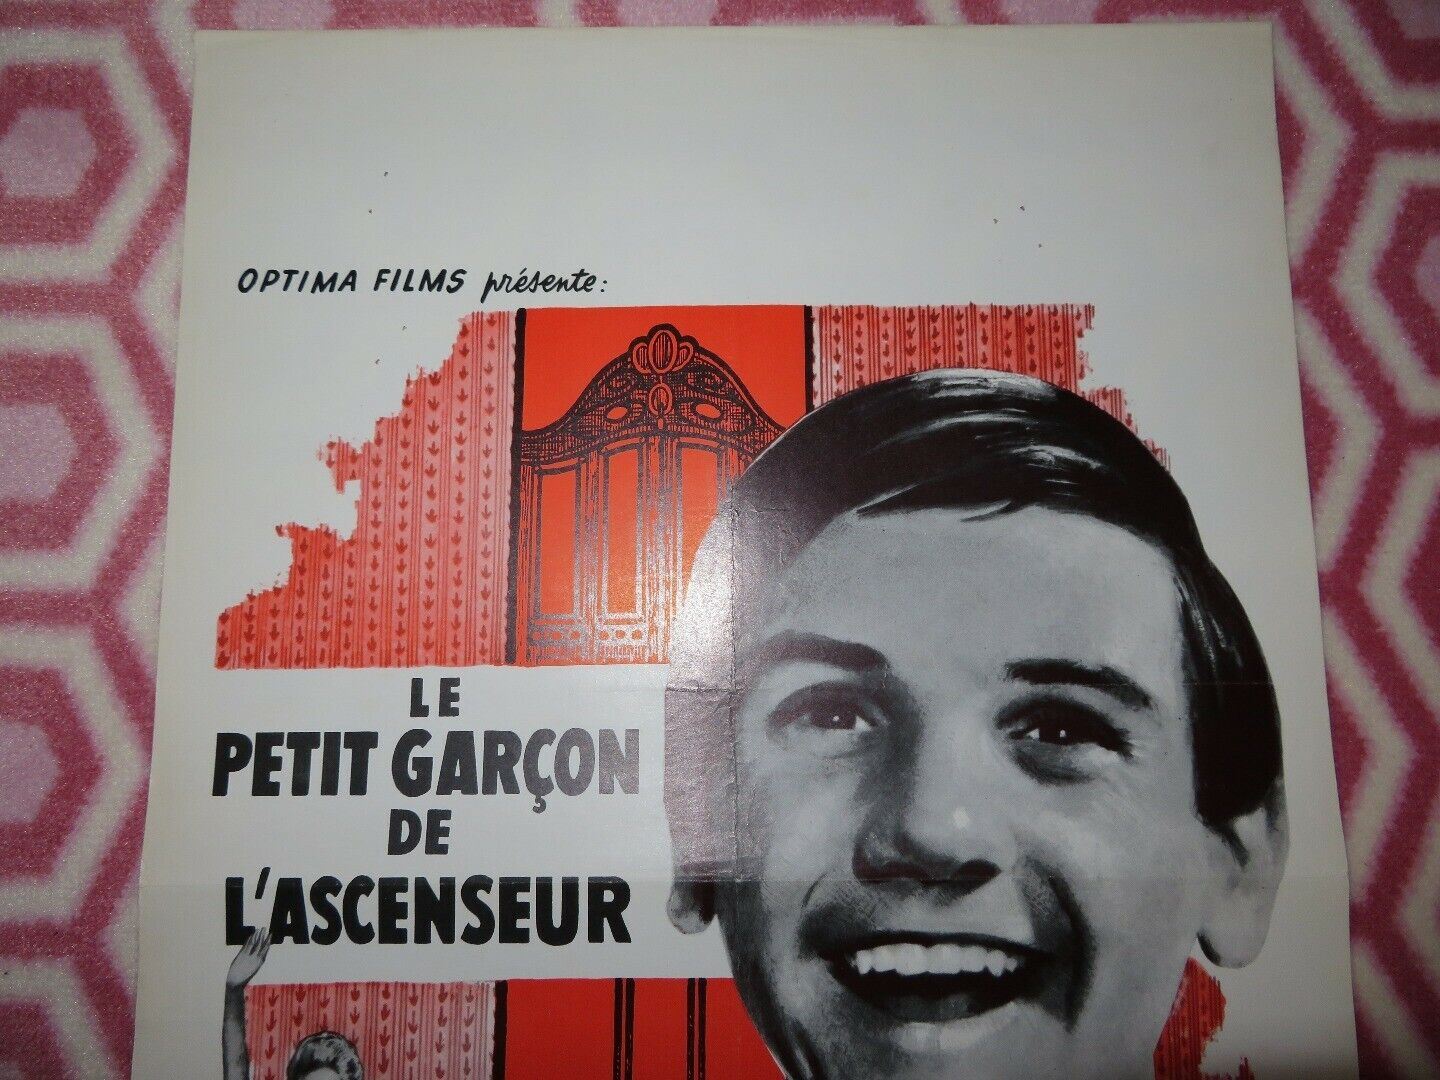 OPTIMA FILMS présente:
LE
PETIT GARÇON
DE
L'ASCENSEUR